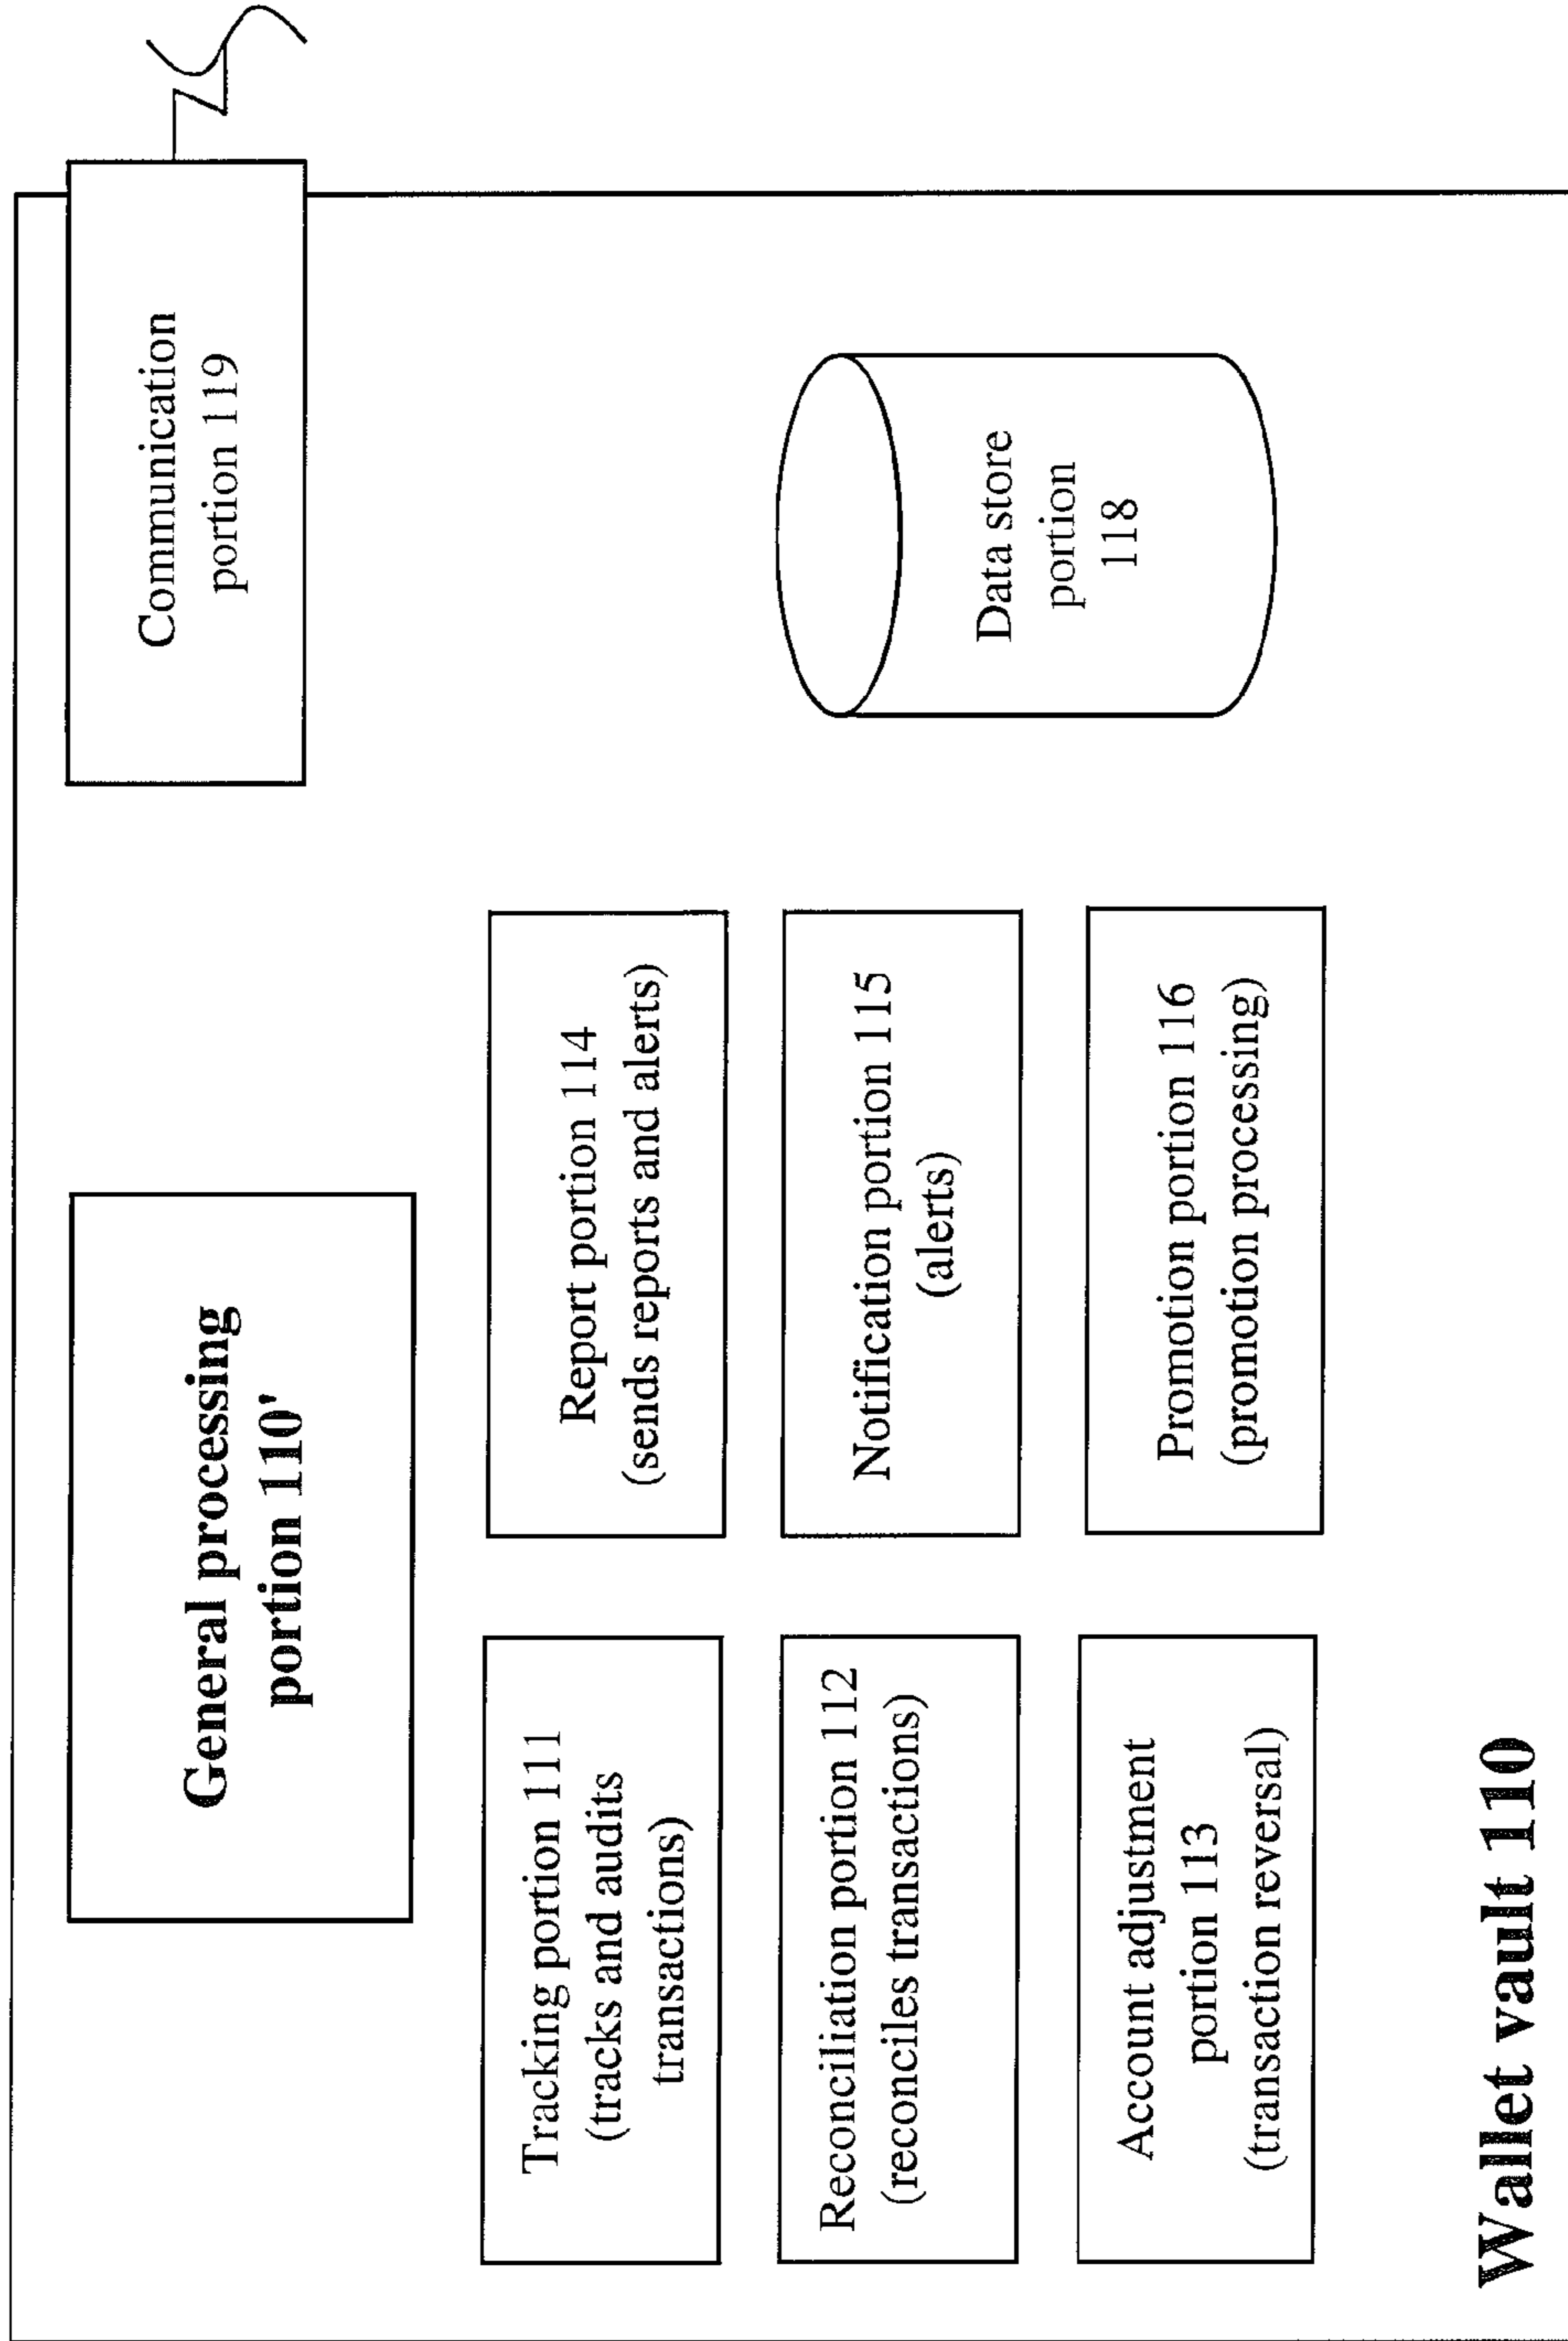 General processing
portion 110'
Communication
portion 119
Tracking portion 111
(tracks and audits
transactions)
Report portion 114
(sends reports and alerts)
Reconciliation portion 112
(reconciles transactions)
Notification portion 115
(alerts)
Data store
portion
118
Account adjustment
portion 113
(transaction reversal)
Promotion portion 116
(promotion processing)
Wallet vault 110